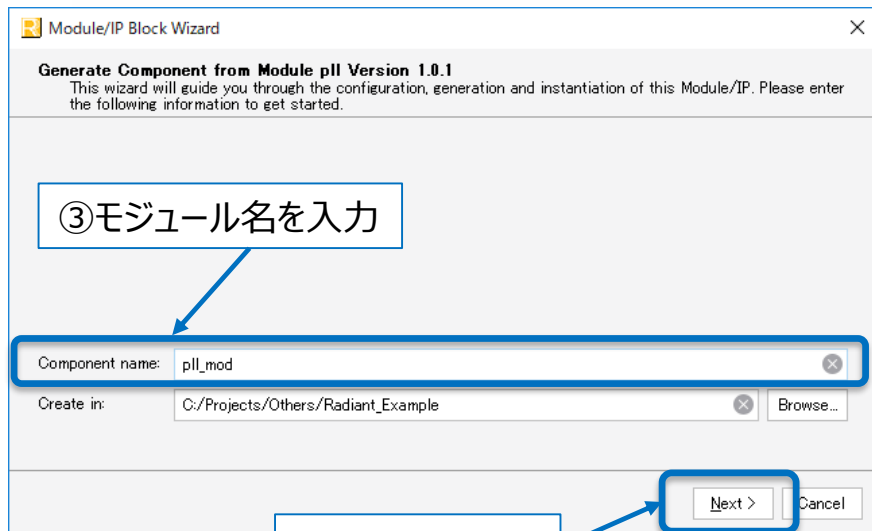 Module/IP Block Wizard
Generate Component from Module pll Version 1.0.1
This wizard will guide you through the configuration, generation and instantiation of this Module/IP. Please enter
the following information to get started.
③モジュール名を入力
Component name: pll_mod
Create in: C:/Projects/Others/Radiant_Example Browse...
Next > Cancel